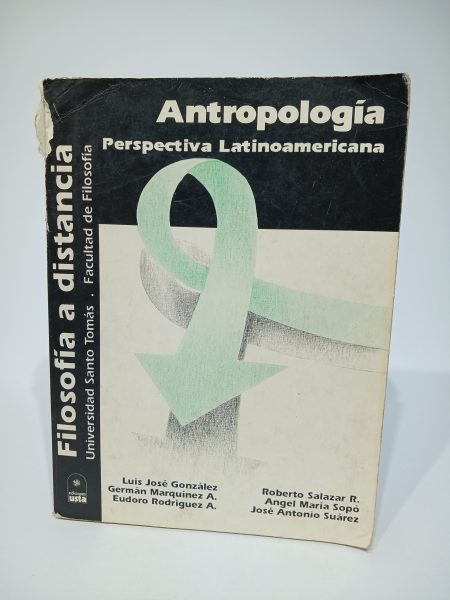 Antropología
Perspectiva Latinoamericana
Filosofía a distancia
Universidad Santo Tomás . Facultad de Filosofía
Luis José González
Germán Marquínez A.
Eudoro Rodriguez A.
Roberto Salazar R.
Angel María Sopó
José Antonio Suárez
ediciones
usta